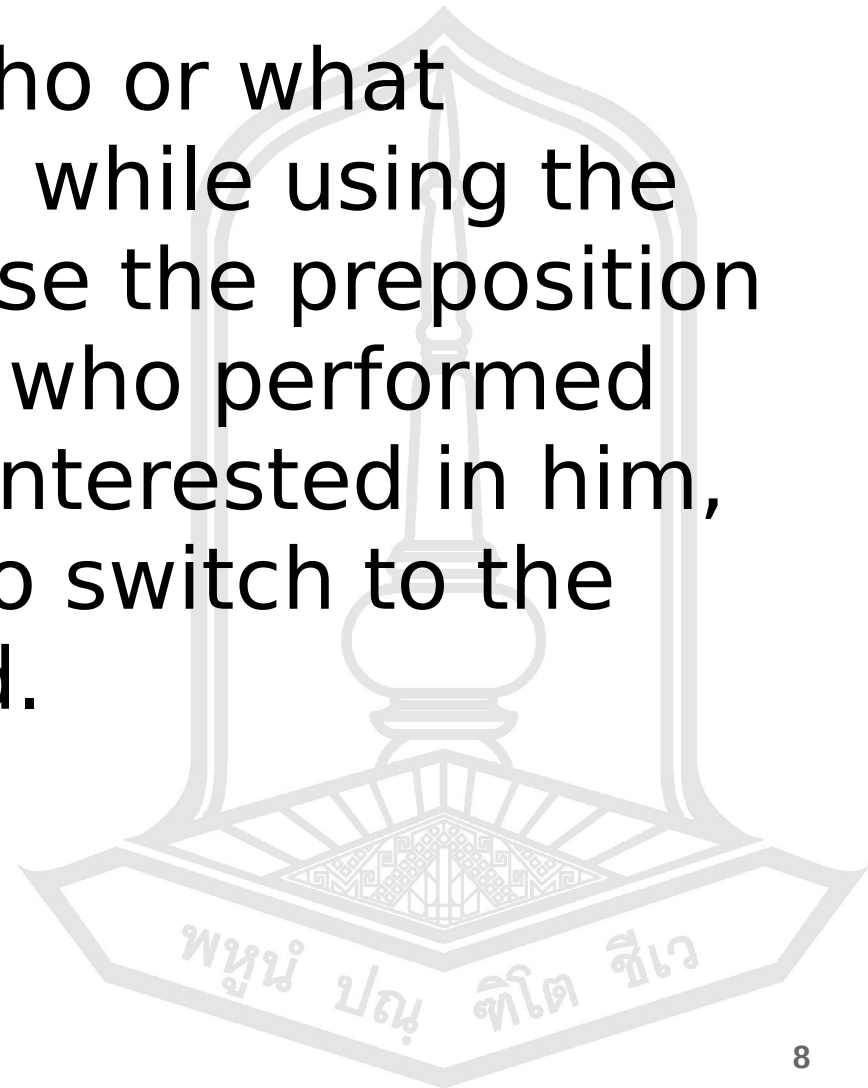 ho or what
while using the
se the preposition
who performed
nterested in him,
o switch to the
d.
พหูนํ ปณฺฑิโต ชีเว
8